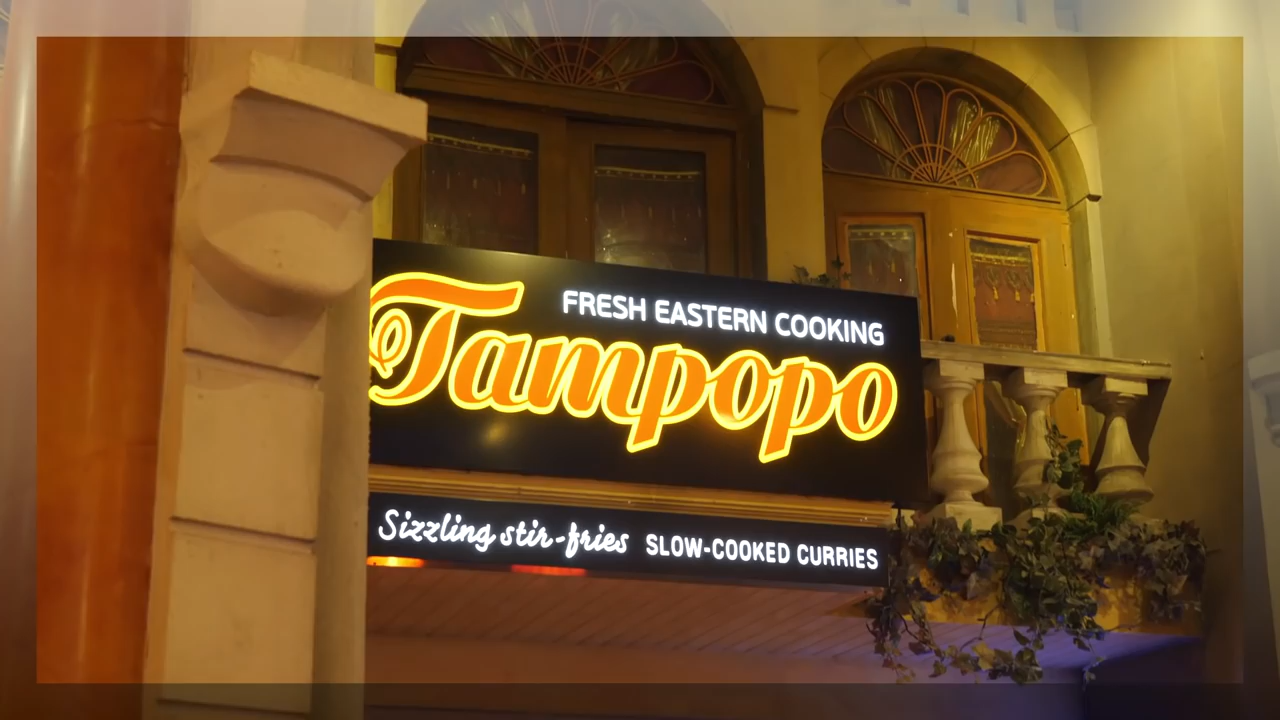 FRESH EASTERN COOKING
Tampopo
Sizzling stir-fries SLOW-COOKED CURRIES